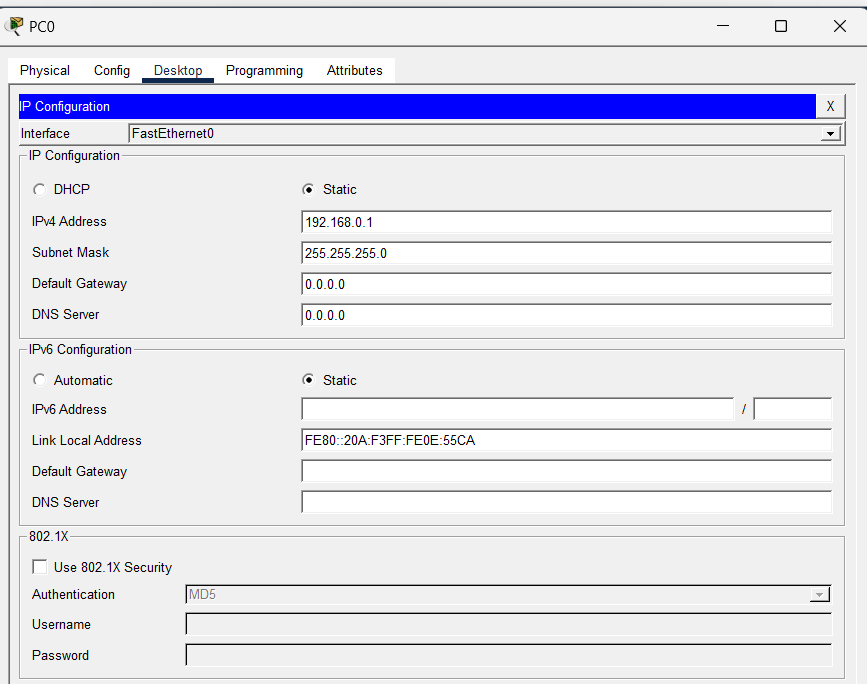 PC0
Physical Config Desktop Programming Attributes
IP Configuration X
Interface FastEthernet0
IP Configuration
DHCP Static
IPv4 Address 192.168.0.1
Subnet Mask 255.255.255.0
Default Gateway 0.0.0.0
DNS Server 0.0.0.0
IPv6 Configuration
Automatic Static
IPv6 Address /
Link Local Address FE80::20A:F3FF:FE0E:55CA
Default Gateway
DNS Server
802.1X
Use 802.1X Security
Authentication MD5
Username
Password